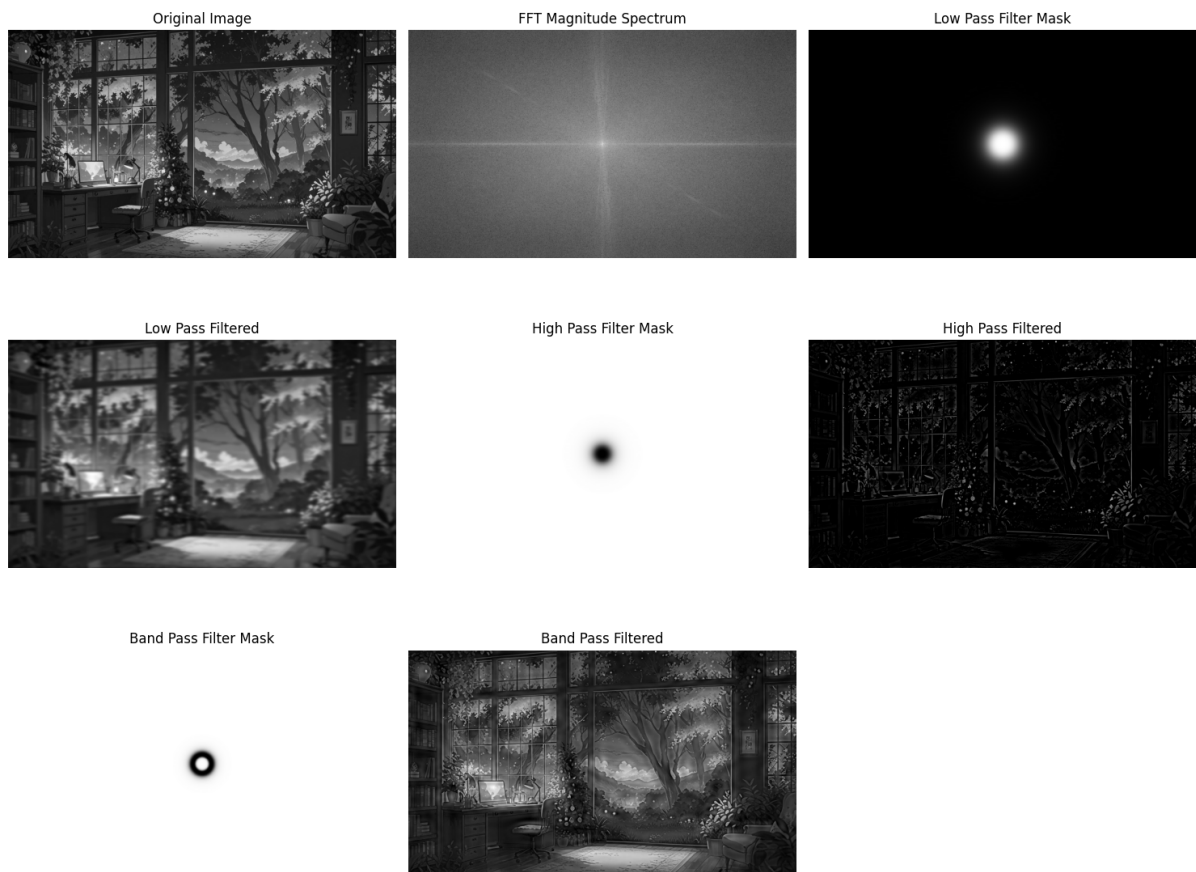 Original Image
FFT Magnitude Spectrum
Low Pass Filter Mask
Low Pass Filtered
High Pass Filter Mask
High Pass Filtered
Band Pass Filter Mask
Band Pass Filtered